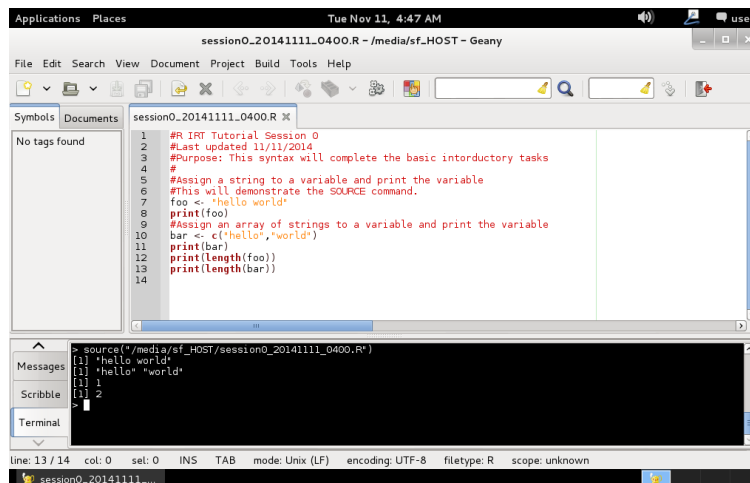 Applications Places Tue Nov 11, 4:47 AM use
session0_20141111_0400.R – /media/sf_HOST – Geany
File Edit Search View Document Project Build Tools Help
Symbols Documents session0_20141111_0400.R
No tags found
1 #R IRT Tutorial Session 0
2 #Last updated 11/11/2014
3 #Purpose: This syntax will complete the basic intorductory tasks
4 #
5 #Assign a string to a variable and print the variable
6 #This will demonstrate the SOURCE command.
7 foo <- "hello world"
8 print(foo)
9 #Assign an array of strings to a variable and print the variable
10 bar <- c("hello","world")
11 print(bar)
12 print(length(foo))
13 print(length(bar))
14
Messages
Scribble
Terminal
> source("/media/sf_HOST/session0_20141111_0400.R")
[1] "hello world"
[1] "hello" "world"
[1] 1
[1] 2
>
line: 13 / 14 col: 0 sel: 0 INS TAB mode: Unix (LF) encoding: UTF-8 filetype: R scope: unknown
session0_20141111_...